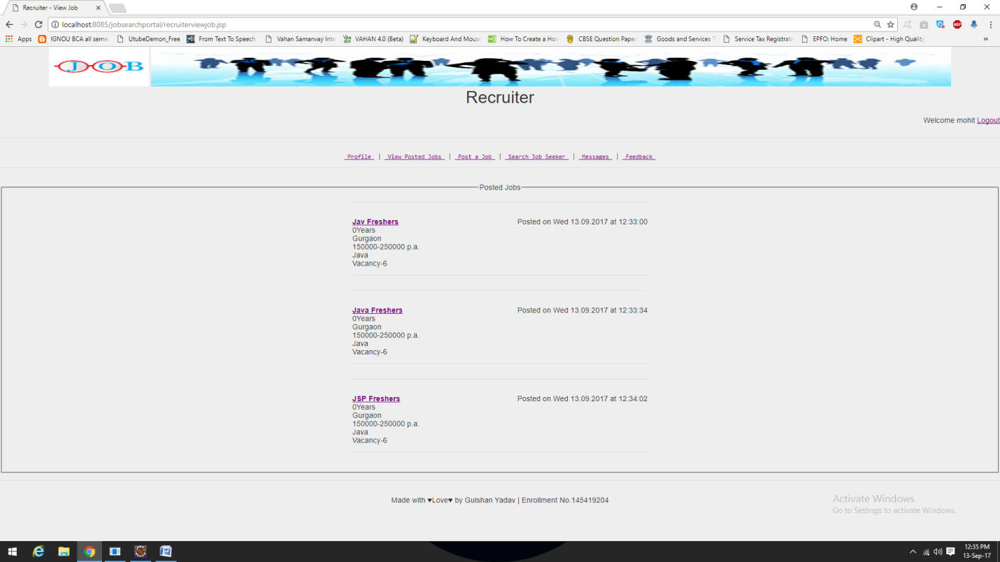 Recruiter - View Job
localhost:8085/jobsearchportal/recruiterviewjob.jsp
Apps IGNOU BCA all semes UtubeDemon_Free From Text To Speech Vahan Samanvay Inte VAHAN 4.0 (Beta) Keyboard And Mouse How To Create a How CBSE Question Paper Goods and Services T Service Tax Registrati EPFO: Home Clipart - High Quality »
JOB
Recruiter
Welcome mohit Logout
Profile | View Posted Jobs | Post a Job | Search Job Seeker | Messages | Feedback
Posted Jobs
Jav Freshers Posted on Wed 13.09.2017 at 12:33:00
0Years
Gurgaon
150000-250000 p.a.
Java
Vacancy-6
Java Freshers Posted on Wed 13.09.2017 at 12:33:34
0Years
Gurgaon
150000-250000 p.a.
Java
Vacancy-6
JSP Freshers Posted on Wed 13.09.2017 at 12:34:02
0Years
Gurgaon
150000-250000 p.a.
Java
Vacancy-6
Made with ♥Love♥ by Gulshan Yadav | Enrollment No.145419204
Activate Windows
Go to Settings to activate Windows.
12:35 PM
13-Sep-17